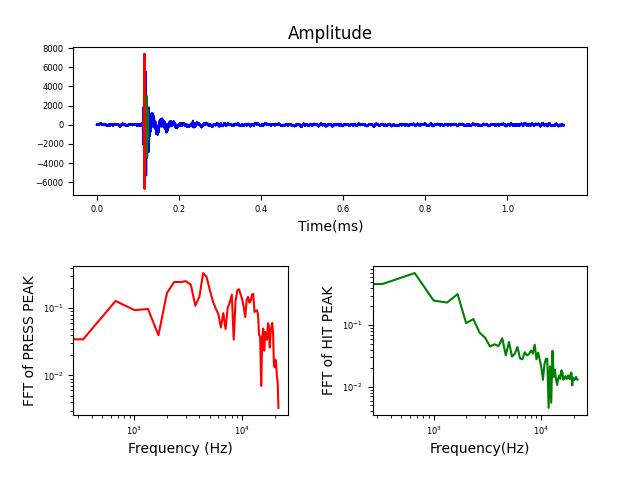 Amplitude
8000
6000
4000
2000
0
−2000
−4000
−6000
0.0 0.2 0.4 0.6 0.8 1.0
Time(ms)
FFT of PRESS PEAK
10⁻¹
10⁻²
10³ 10⁴
Frequency (Hz)
FFT of HIT PEAK
10⁻¹
10⁻²
10³ 10⁴
Frequency(Hz)